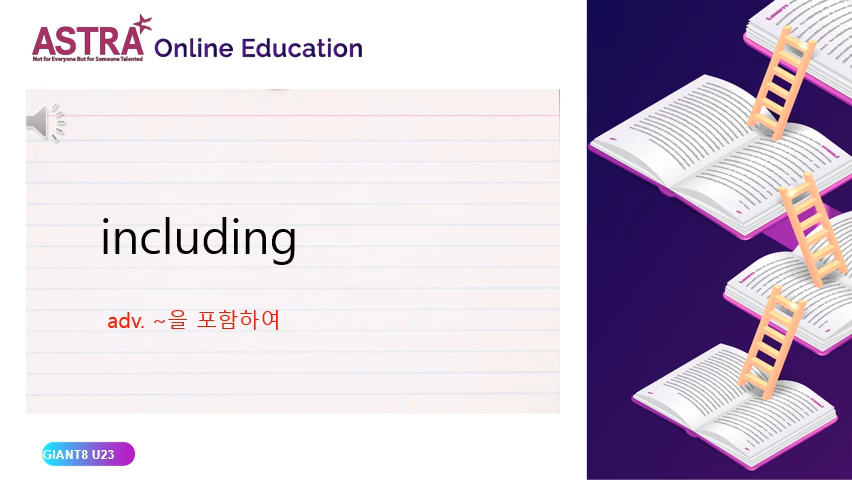 ASTRA
Not for Everyone But for Someone Talented
Online Education
including
adv. ~을 포함하여
GIANT8 U23